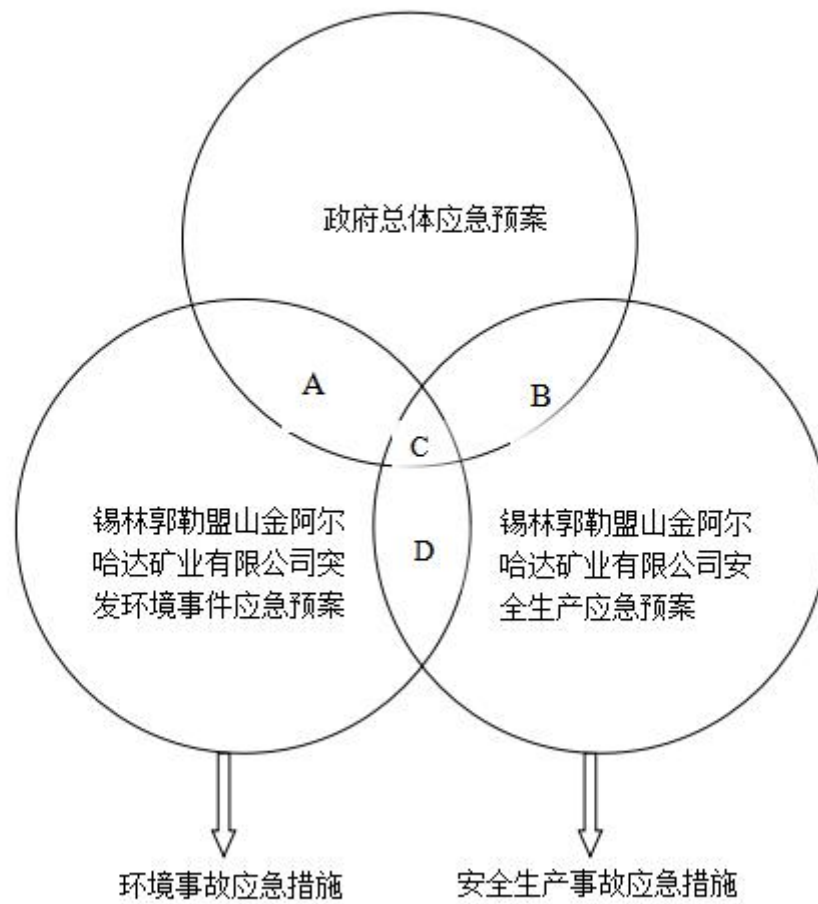 政府总体应急预案
A
B
C
锡林郭勒盟山金阿尔
哈达矿业有限公司突
发环境事件应急预案
D
锡林郭勒盟山金阿尔
哈达矿业有限公司安
全生产应急预案
环境事故应急措施
安全生产事故应急措施